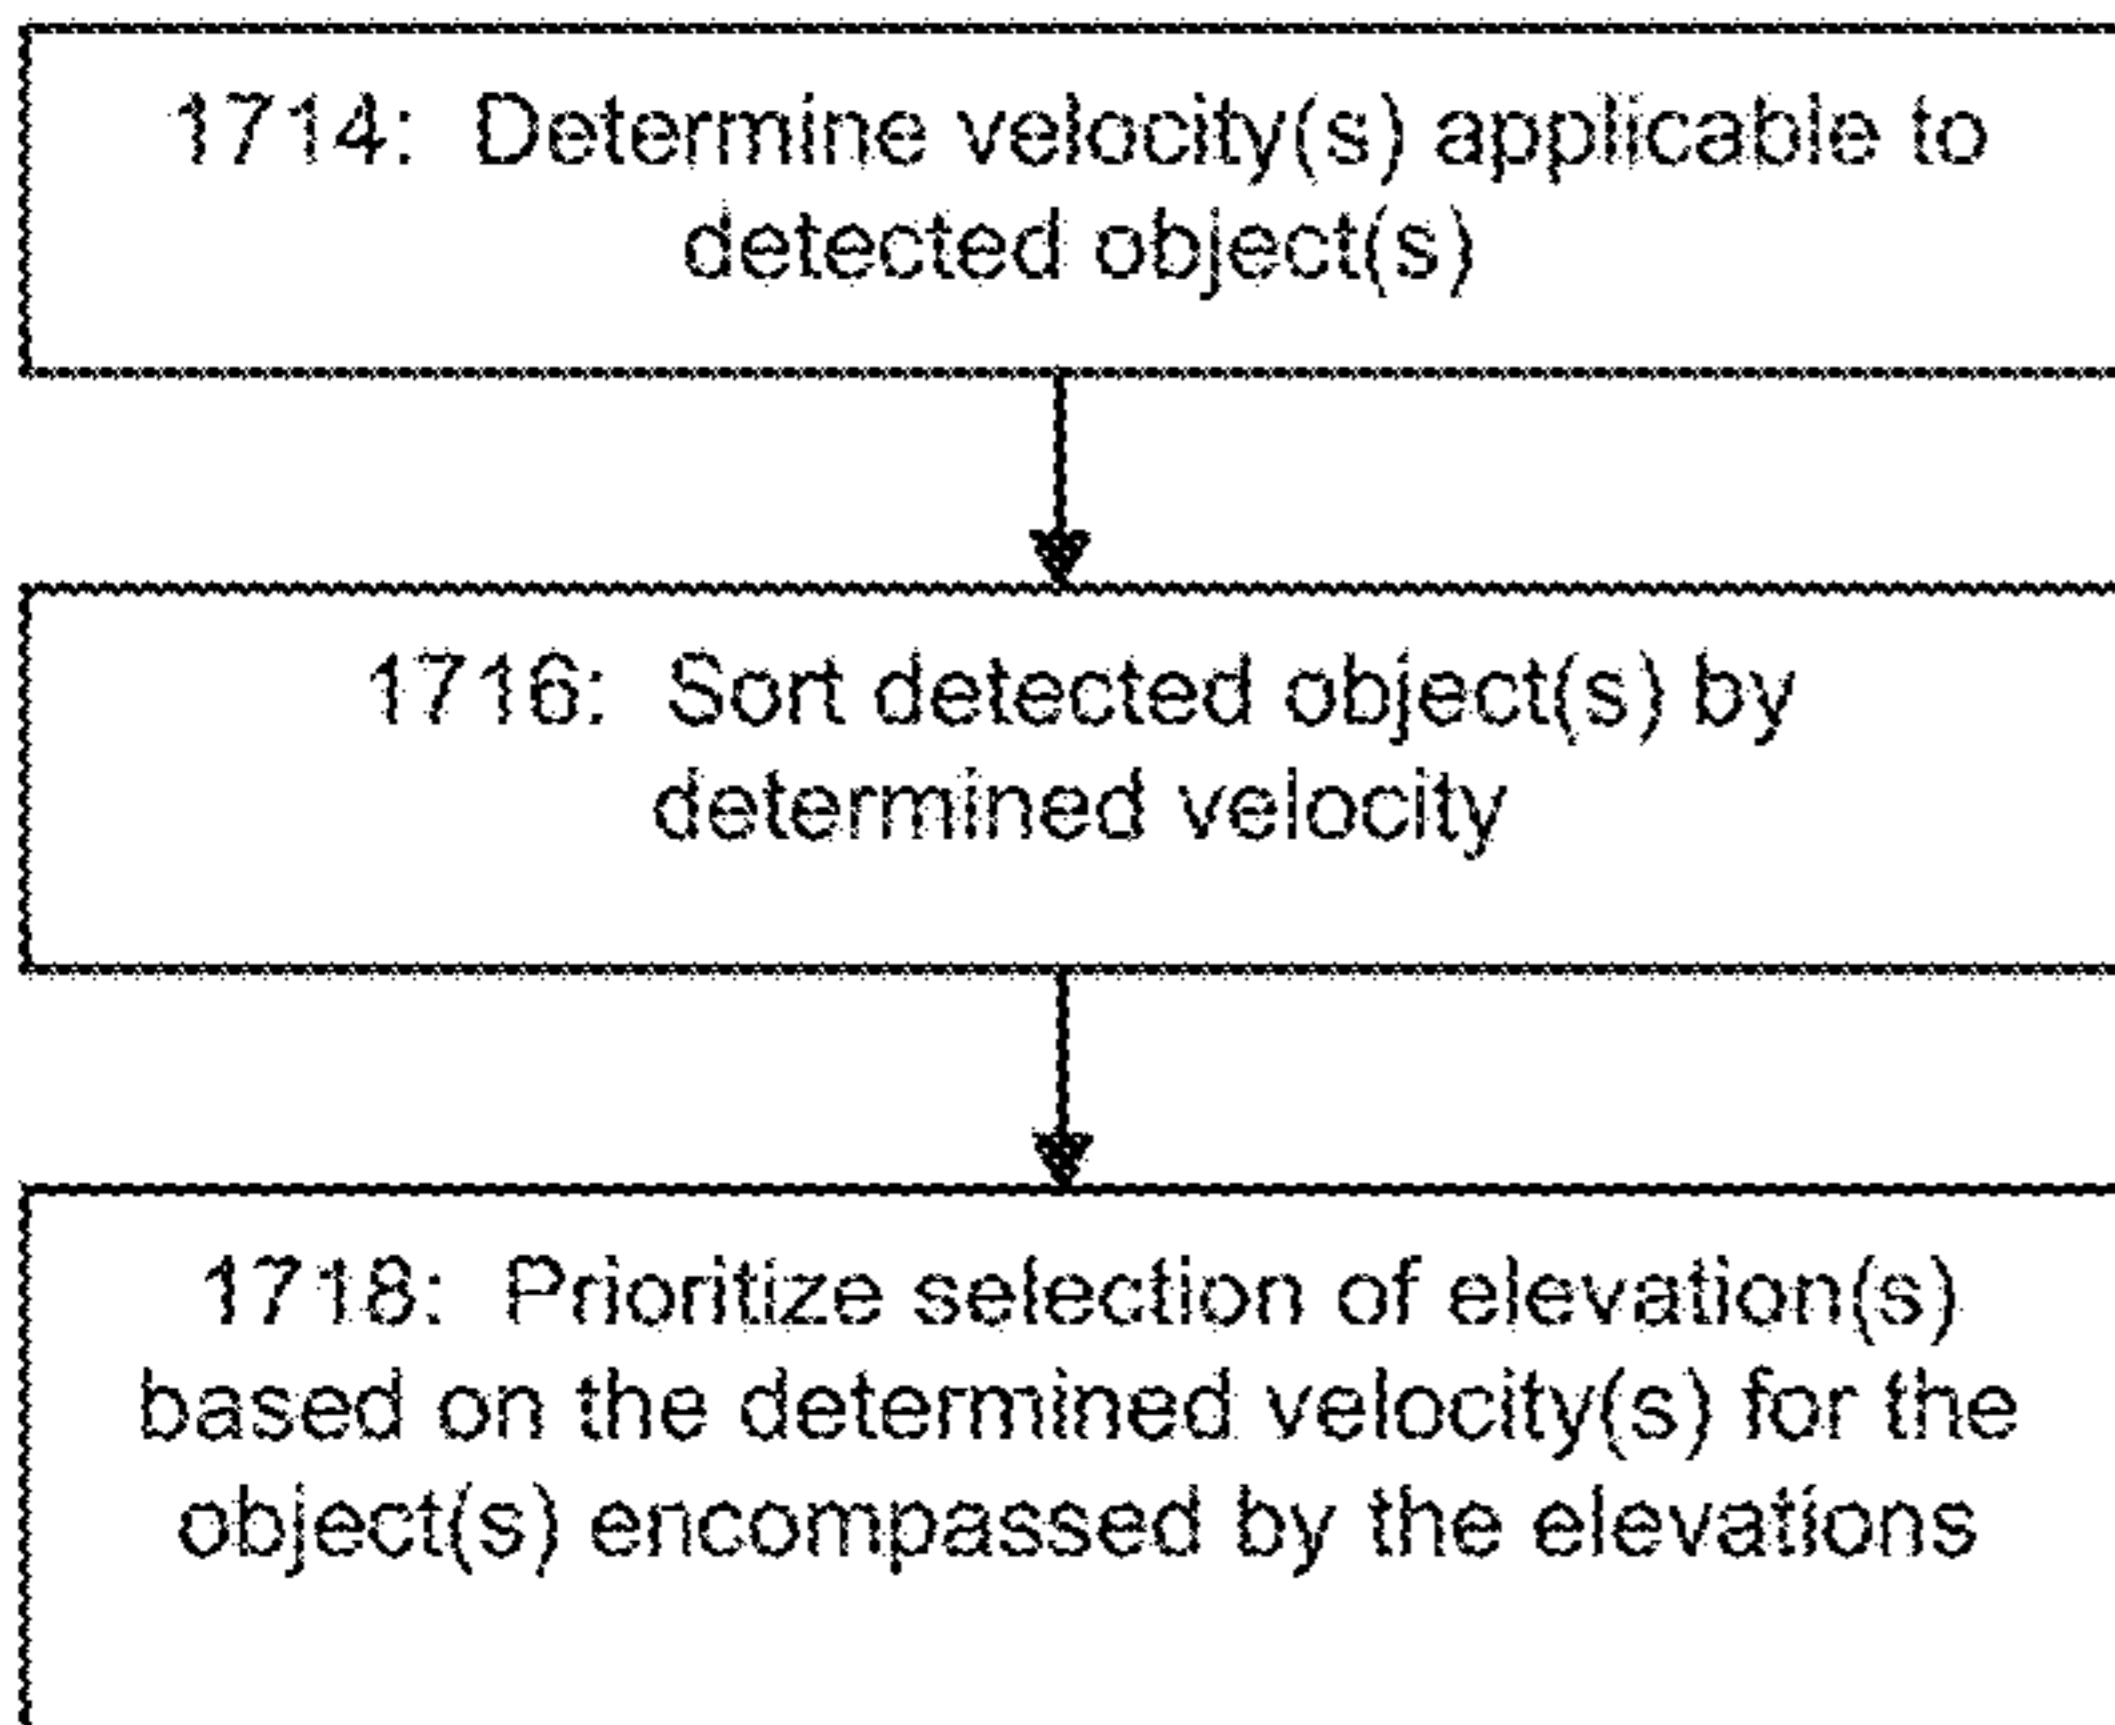 1714: Determine velocity(s) applicable to
detected object(s)
1716: Sort detected object(s) by
determined velocity
1718: Prioritize selection of elevation(s)
based on the determined velocity(s) for the
object(s) encompassed by the elevations